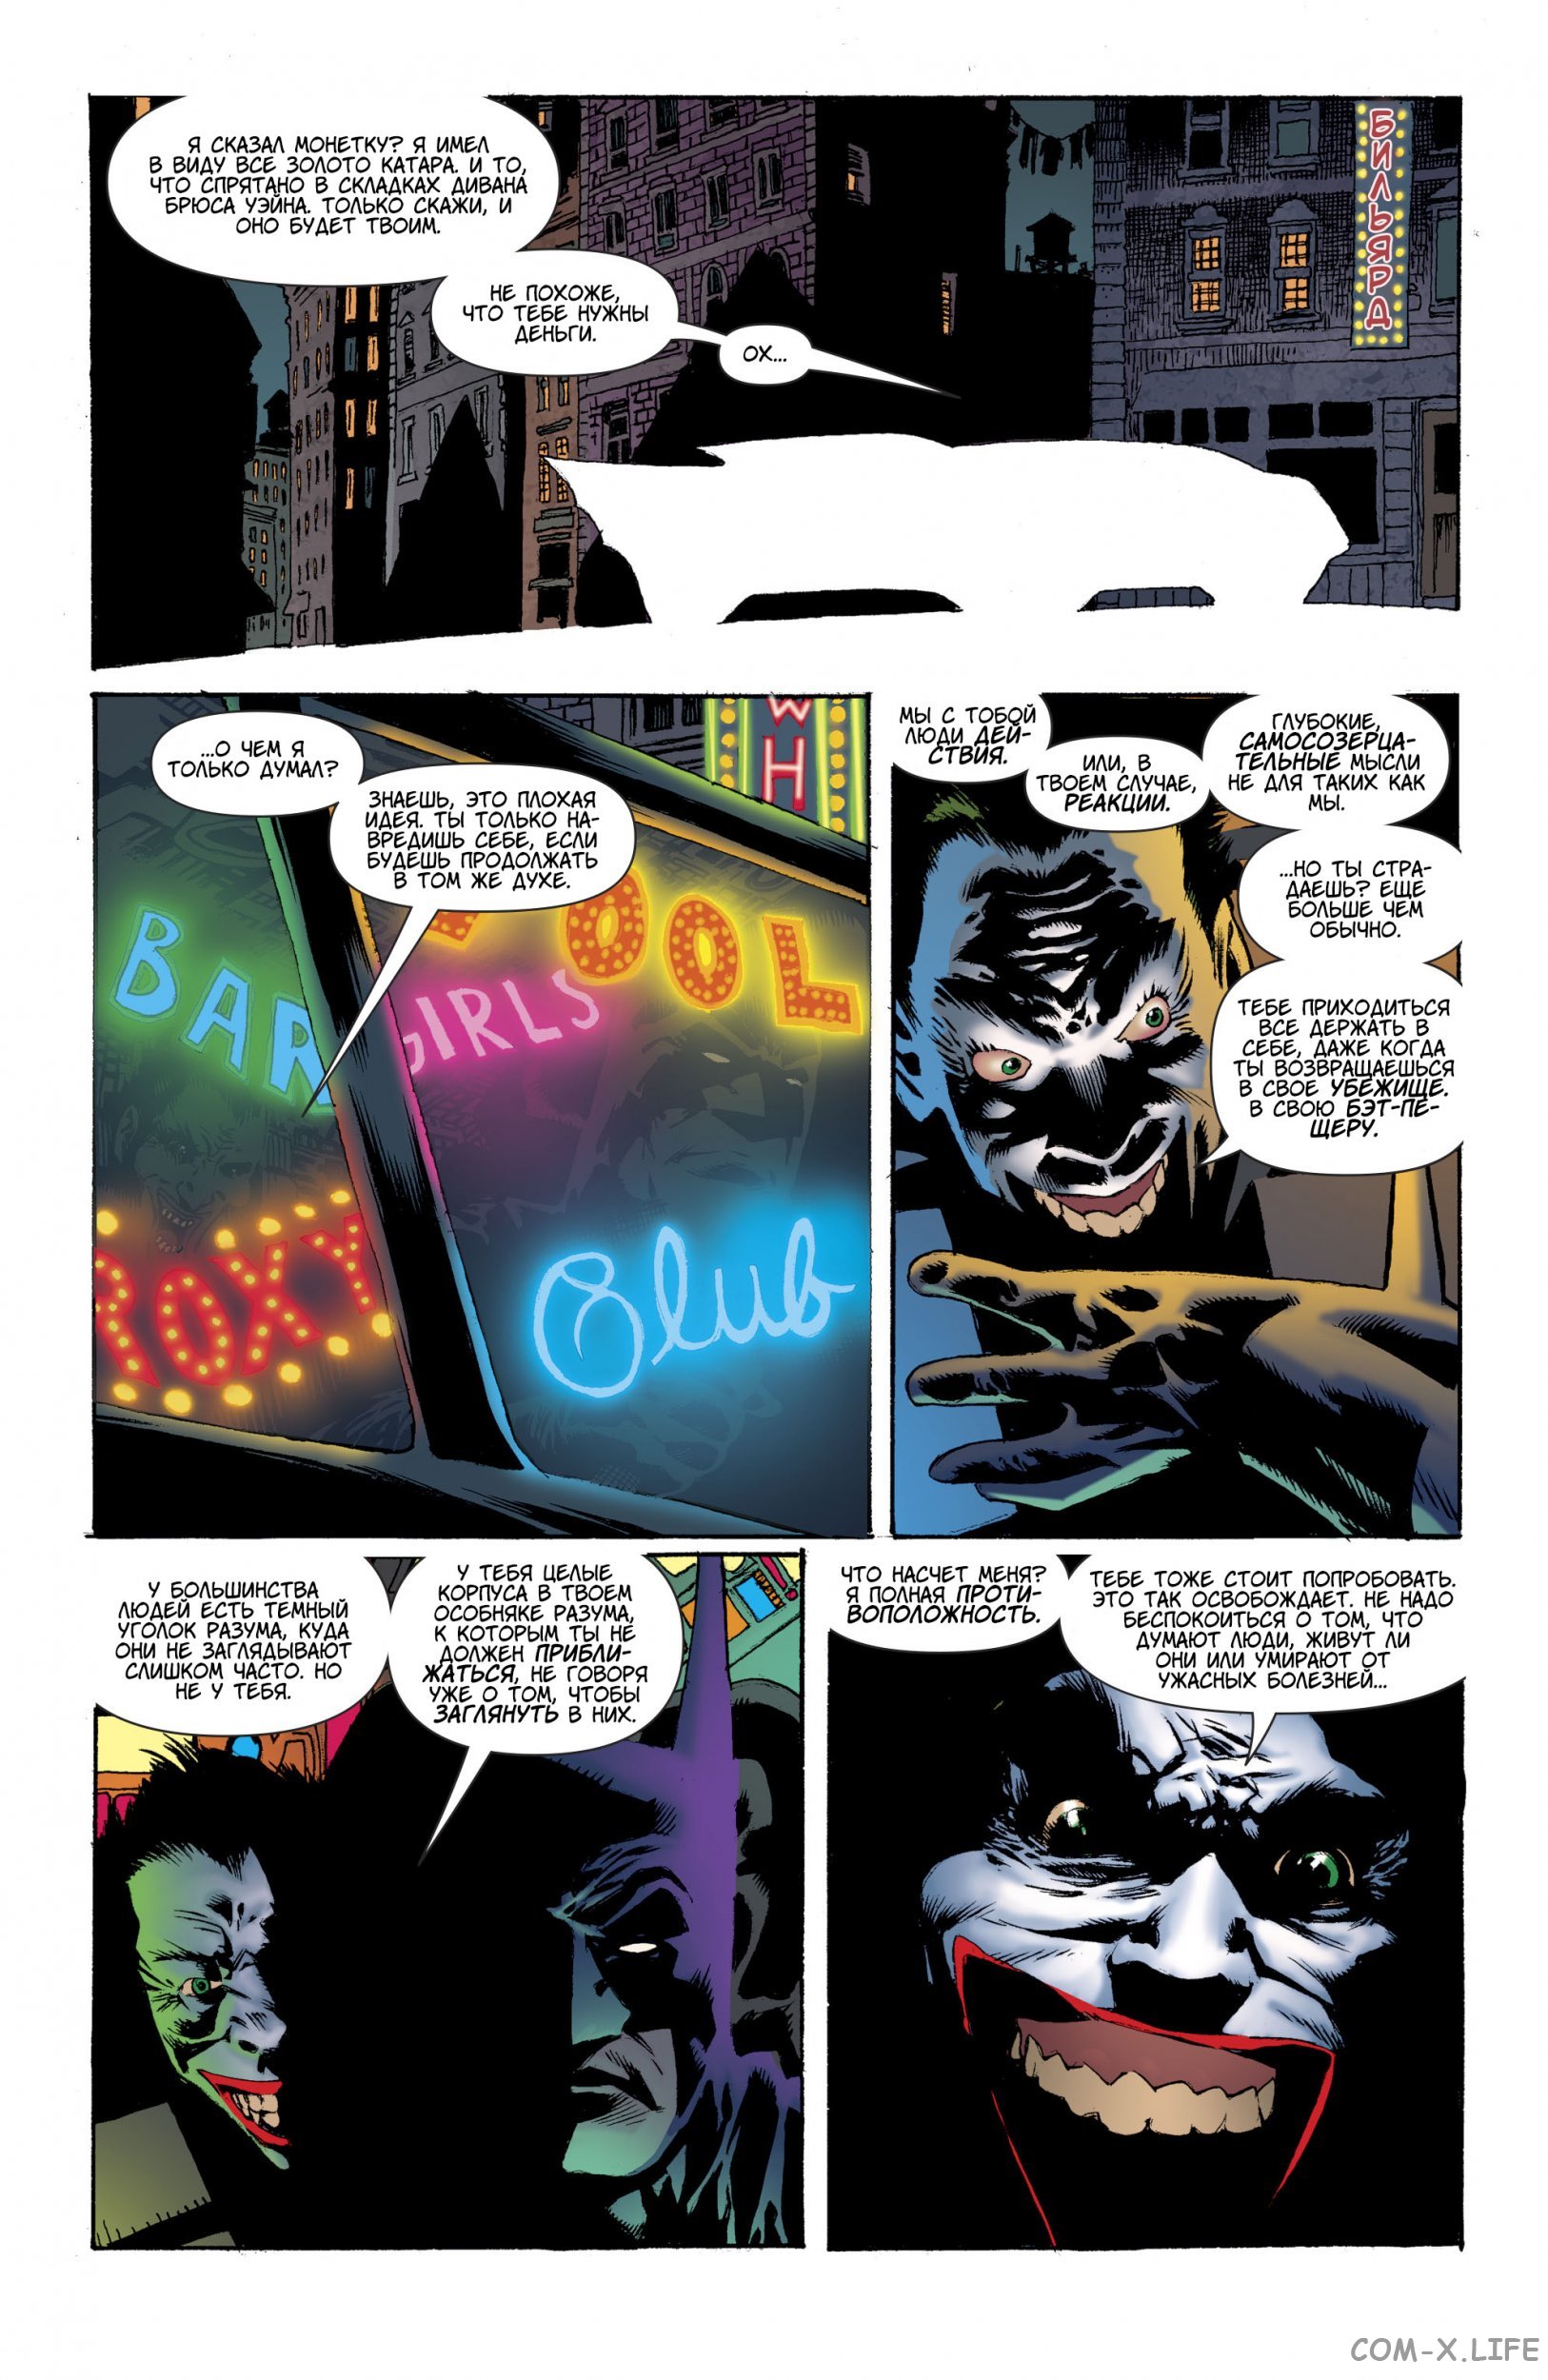 Я СКАЗАЛ МОНЕТКУ? Я ИМЕЛ
В ВИДУ ВСЕ ЗОЛОТО КАТАРА. И ТО,
ЧТО СПРЯТАНО В СКЛАДКАХ ДИВАНА
БРЮСА УЭЙНА. ТОЛЬКО СКАЖИ, И
ОНО БУДЕТ ТВОИМ.
НЕ ПОХОЖЕ,
ЧТО ТЕБЕ НУЖНЫ
ДЕНЬГИ.
ОХ...
БИЛЬЯРД
...О ЧЕМ Я
ТОЛЬКО ДУМАЛ?
ЗНАЕШЬ, ЭТО ПЛОХАЯ
ИДЕЯ. ТЫ ТОЛЬКО НА-
ВРЕДИШЬ СЕБЕ, ЕСЛИ
БУДЕШЬ ПРОДОЛЖАТЬ
В ТОМ ЖЕ ДУХЕ.
W
H
BAR
POOL
GIRLS
ROXY
Club
МЫ С ТОБОЙ
ЛЮДИ ДЕЙ-
СТВИЯ.
ИЛИ, В
ТВОЕМ СЛУЧАЕ,
РЕАКЦИИ.
ГЛУБОКИЕ,
САМОСОЗЕРЦА-
ТЕЛЬНЫЕ МЫСЛИ
НЕ ДЛЯ ТАКИХ КАК
МЫ.
...НО ТЫ СТРА-
ДАЕШЬ? ЕЩЕ
БОЛЬШЕ ЧЕМ
ОБЫЧНО.
ТЕБЕ ПРИХОДИТЬСЯ
ВСЕ ДЕРЖАТЬ В
СЕБЕ, ДАЖЕ КОГДА
ТЫ ВОЗВРАЩАЕШЬСЯ
В СВОЕ УБЕЖИЩЕ.
В СВОЮ БЭТ-ПЕ-
ЩЕРУ.
У БОЛЬШИНСТВА
ЛЮДЕЙ ЕСТЬ ТЕМНЫЙ
УГОЛОК РАЗУМА, КУДА
ОНИ НЕ ЗАГЛЯДЫВАЮТ
СЛИШКОМ ЧАСТО. НО
НЕ У ТЕБЯ.
У ТЕБЯ ЦЕЛЫЕ
КОРПУСА В ТВОЕМ
ОСОБНЯКЕ РАЗУМА,
К КОТОРЫМ ТЫ НЕ
ДОЛЖЕН ПРИБЛИ-
ЖАТЬСЯ, НЕ ГОВОРЯ
УЖЕ О ТОМ, ЧТОБЫ
ЗАГЛЯНУТЬ В НИХ.
ЧТО НАСЧЕТ МЕНЯ?
Я ПОЛНАЯ ПРОТИ-
ВОПОЛОЖНОСТЬ.
ТЕБЕ ТОЖЕ СТОИТ ПОПРОБОВАТЬ.
ЭТО ТАК ОСВОБОЖДАЕТ. НЕ НАДО
БЕСПОКОИТЬСЯ О ТОМ, ЧТО
ДУМАЮТ ЛЮДИ, ЖИВУТ ЛИ
ОНИ ИЛИ УМИРАЮТ ОТ
УЖАСНЫХ БОЛЕЗНЕЙ...
COM-X.LIFE